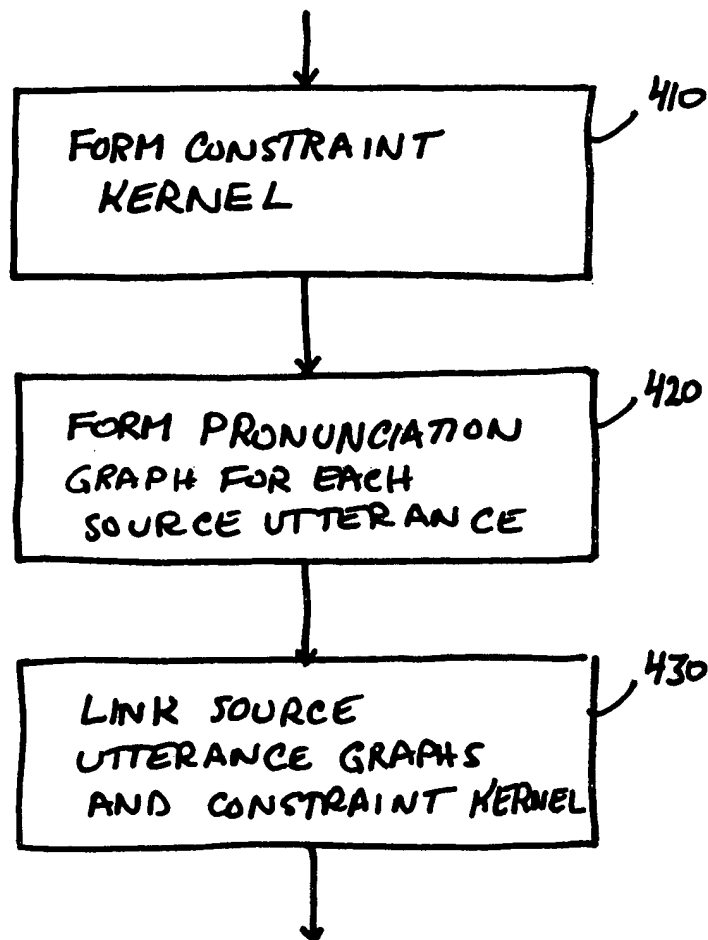 410
FORM CONSTRAINT
KERNEL
420
FORM PRONUNCIATION
GRAPH FOR EACH
SOURCE UTTERANCE
430
LINK SOURCE
UTTERANCE GRAPHS
AND CONSTRAINT KERNEL